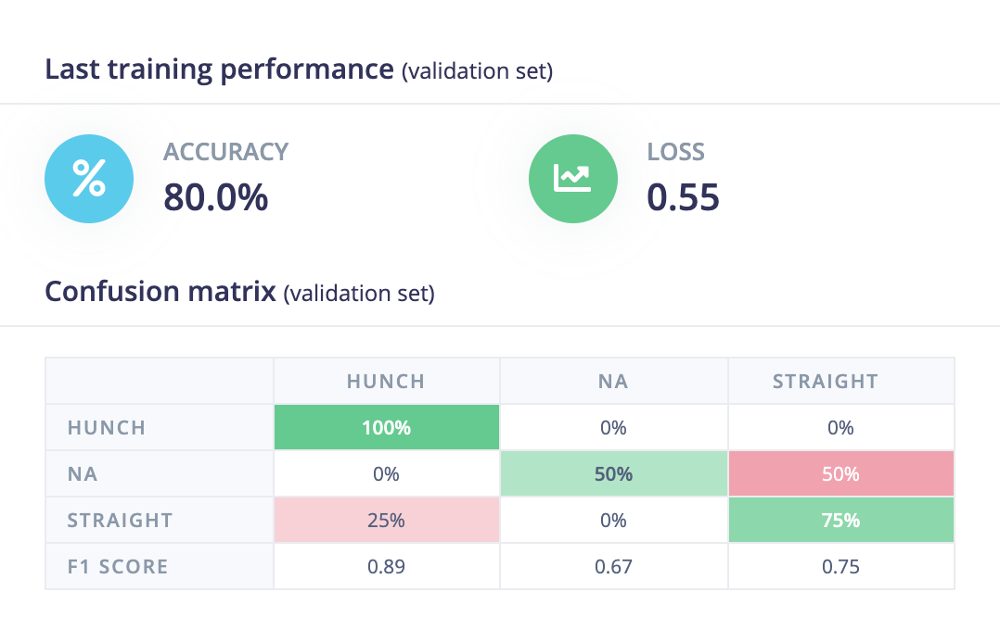 Last training performance (validation set)
ACCURACY
80.0%
LOSS
0.55
Confusion matrix (validation set)
HUNCH NA STRAIGHT
HUNCH 100% 0% 0%
NA 0% 50% 50%
STRAIGHT 25% 0% 75%
F1 SCORE 0.89 0.67 0.75